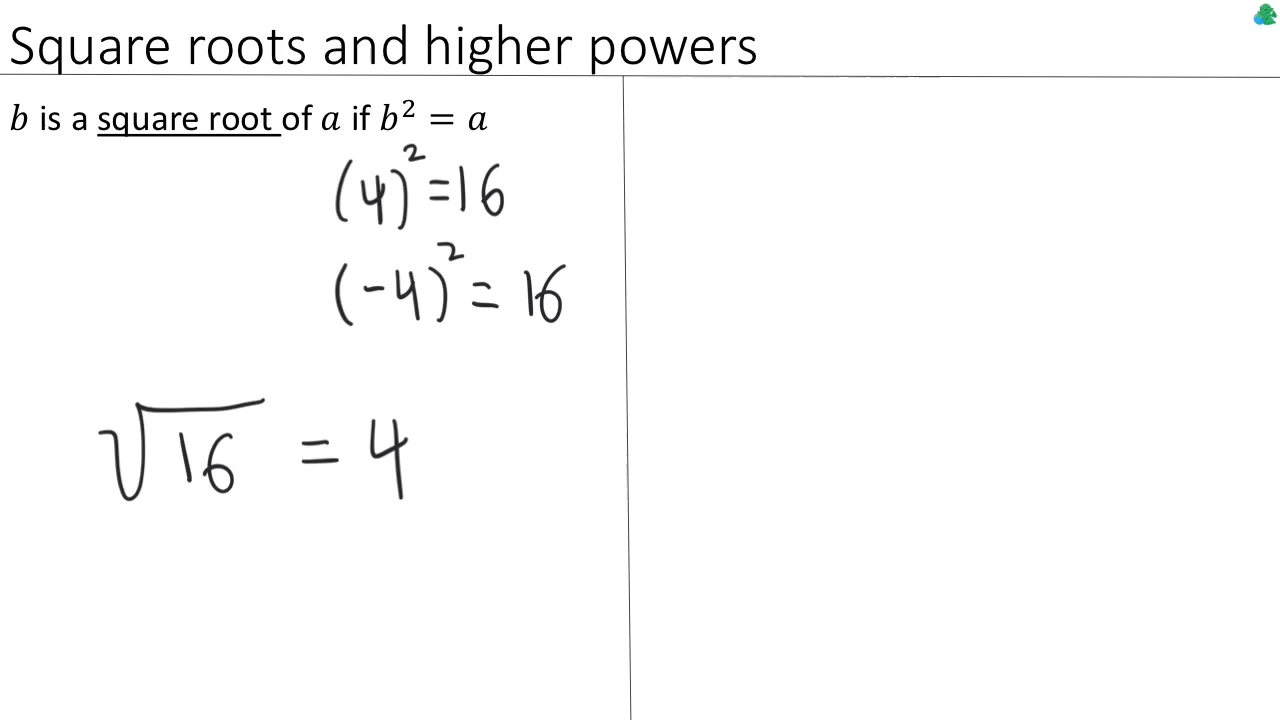 Square roots and higher powers
b is a square root of a if b² = a
(4)² = 16
(-4)² = 16
√16 = 4